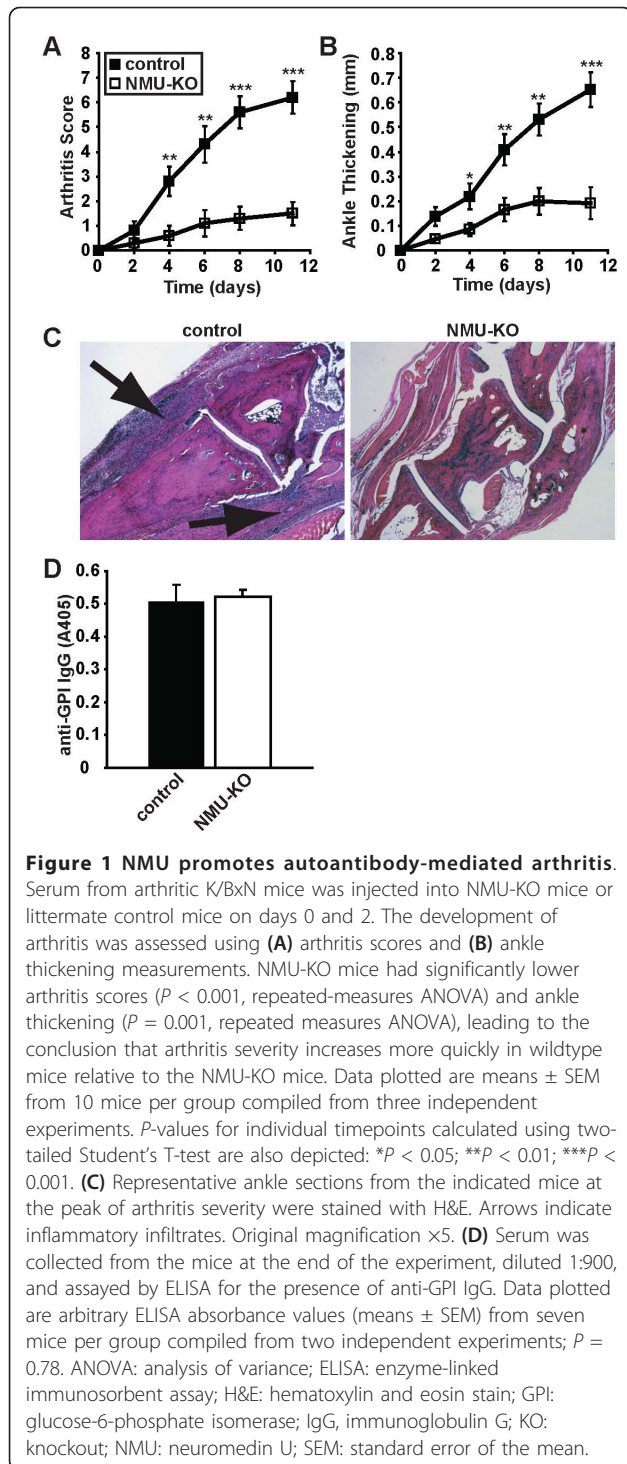 A
B
control
NMU-KO
Arthritis Score
8
7
6
5
4
3
2
1
0
** ** *** ***
0 2 4 6 8 10 12
Time (days)
Ankle Thickening (mm)
0.8
0.7
0.6
0.5
0.4
0.3
0.2
0.1
0
* ** ** ***
0 2 4 6 8 10 12
Time (days)
C
control
NMU-KO
D
anti-GPI IgG (A405)
0.6
0.5
0.4
0.3
0.2
0.1
0
control
NMU-KO
Figure 1 NMU promotes autoantibody-mediated arthritis.
Serum from arthritic K/BxN mice was injected into NMU-KO mice or
littermate control mice on days 0 and 2. The development of
arthritis was assessed using (A) arthritis scores and (B) ankle
thickening measurements. NMU-KO mice had significantly lower
arthritis scores (P < 0.001, repeated-measures ANOVA) and ankle
thickening (P = 0.001, repeated measures ANOVA), leading to the
conclusion that arthritis severity increases more quickly in wildtype
mice relative to the NMU-KO mice. Data plotted are means ± SEM
from 10 mice per group compiled from three independent
experiments. P-values for individual timepoints calculated using two-
tailed Student's T-test are also depicted: *P < 0.05; **P < 0.01; ***P <
0.001. (C) Representative ankle sections from the indicated mice at
the peak of arthritis severity were stained with H&E. Arrows indicate
inflammatory infiltrates. Original magnification ×5. (D) Serum was
collected from the mice at the end of the experiment, diluted 1:900,
and assayed by ELISA for the presence of anti-GPI IgG. Data plotted
are arbitrary ELISA absorbance values (means ± SEM) from seven
mice per group compiled from two independent experiments; P =
0.78. ANOVA: analysis of variance; ELISA: enzyme-linked
immunosorbent assay; H&E: hematoxylin and eosin stain; GPI:
glucose-6-phosphate isomerase; IgG, immunoglobulin G; KO:
knockout; NMU: neuromedin U; SEM: standard error of the mean.